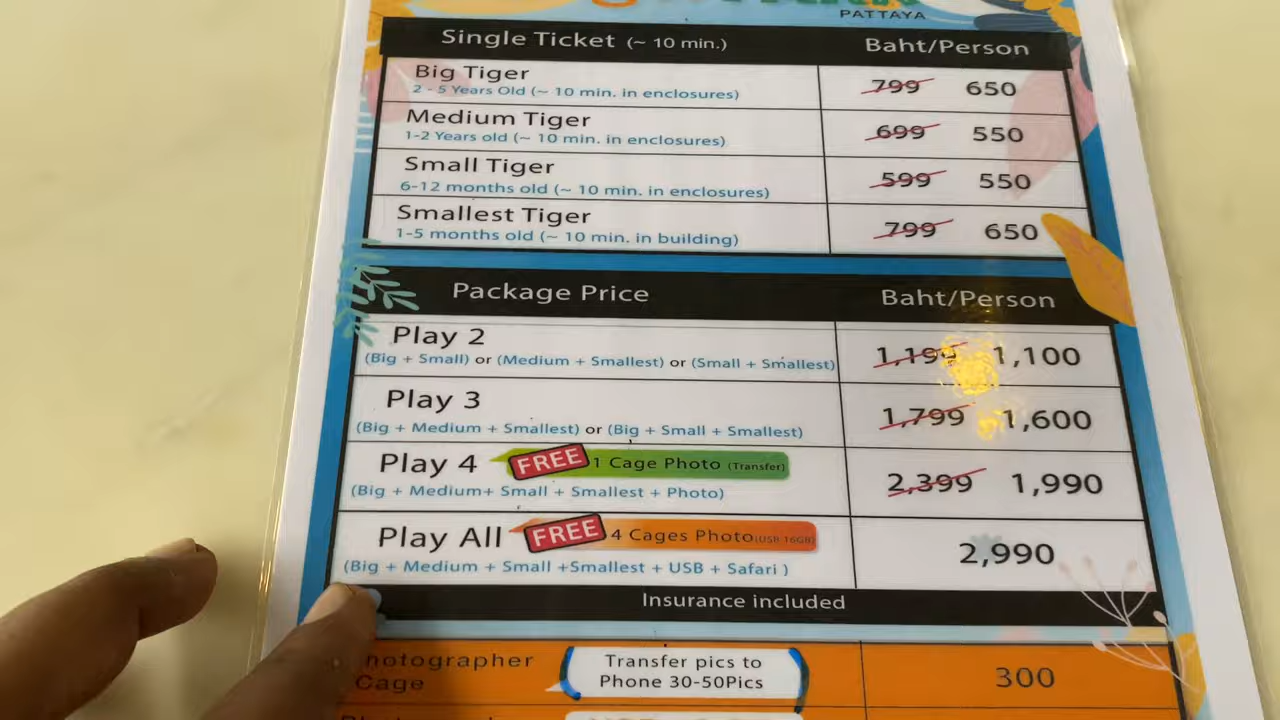 PATTAYA
Single Ticket (~ 10 min.) Baht/Person
Big Tiger
2 - 5 Years Old (~ 10 min. in enclosures)
799 650
Medium Tiger
1-2 Years old (~ 10 min. in enclosures)
699 550
Small Tiger
6-12 months old (~ 10 min. in enclosures)
599 550
Smallest Tiger
1-5 months old (~ 10 min. in building)
799 650
Package Price Baht/Person
Play 2
(Big + Small) or (Medium + Smallest) or (Small + Smallest)
1,199 1,100
Play 3
(Big + Medium + Smallest) or (Big + Small + Smallest)
1,799 1,600
Play 4 FREE 1 Cage Photo (Transfer)
(Big + Medium+ Small + Smallest + Photo)
2,399 1,990
Play All FREE 4 Cages Photo(USB 16GB)
(Big + Medium + Small +Smallest + USB + Safari )
2,990
Insurance included
hotographer
Cage
Transfer pics to
Phone 30-50Pics
300